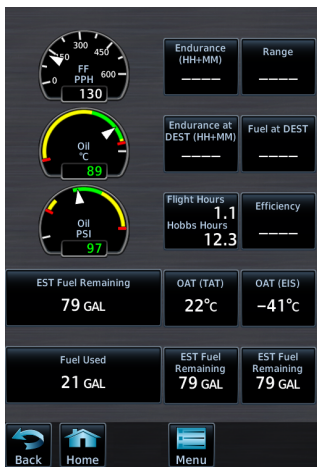 300
150
450
FF
PPH
0
600
130
Endurance
(HH+MM)
————
Range
————
Oil
°C
89
Endurance at
DEST (HH+MM)
————
Fuel at DEST
————
Oil
PSI
97
Flight Hours
1.1
Hobbs Hours
12.3
Efficiency
————
EST Fuel Remaining
79 GAL
OAT (TAT)
22°C
OAT (EIS)
−41°C
Fuel Used
21 GAL
EST Fuel
Remaining
79 GAL
EST Fuel
Remaining
79 GAL
Back
Home
Menu